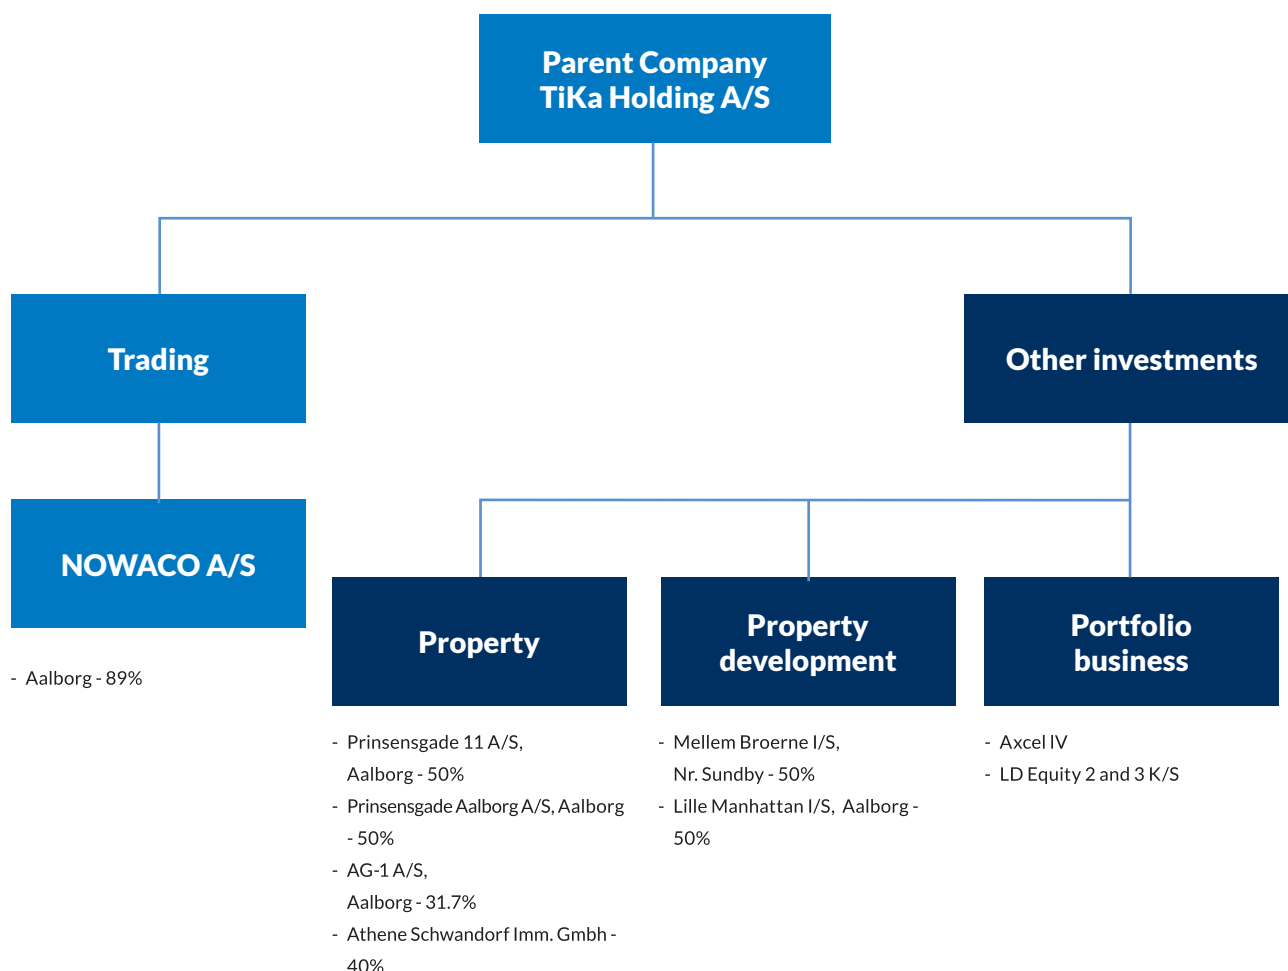 Parent Company
TiKa Holding A/S
Trading
Other investments
NOWACO A/S
- Aalborg - 89%
Property
Property
development
Portfolio
business
- Prinsensgade 11 A/S,
Aalborg - 50%
- Prinsensgade Aalborg A/S, Aalborg
- 50%
- AG-1 A/S,
Aalborg - 31.7%
- Athene Schwandorf Imm. Gmbh -
40%
- Mellem Broerne I/S,
Nr. Sundby - 50%
- Lille Manhattan I/S, Aalborg -
50%
- Axcel IV
- LD Equity 2 and 3 K/S